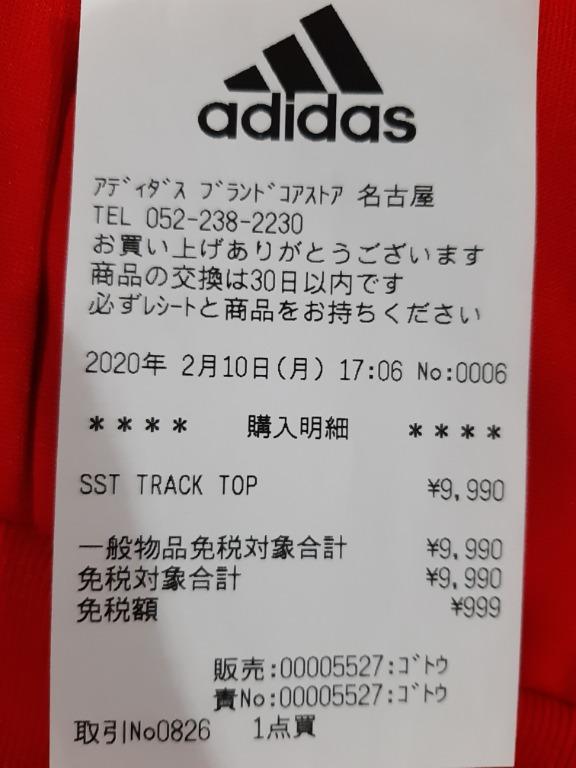 adidas
ｱﾃﾞｨﾀﾞｽ ﾌﾞﾗﾝﾄﾞｺｱｽﾄｱ 名古屋
TEL 052-238-2230
お買い上げありがとうございます
商品の交換は30日以内です
必ずﾚｼｰﾄと商品をお持ちください
2020年 2月10日(月) 17:06 No:0006
＊＊＊＊ 購入明細 ＊＊＊＊
SST TRACK TOP ¥9,990
一般物品免税対象合計 ¥9,990
免税対象合計 ¥9,990
免税額 ¥999
販売:00005527:ｺﾞﾄｳ
責No:00005527:ｺﾞﾄｳ
取引No0826 1点買